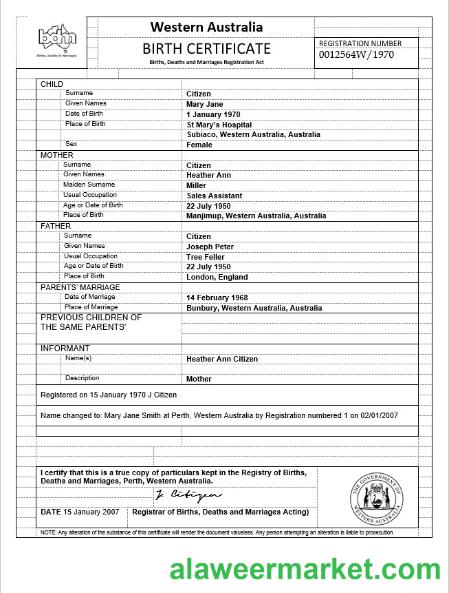 bdm
Births, Deaths & Marriages
Western Australia
BIRTH CERTIFICATE
Births, Deaths and Marriages Registration Act
REGISTRATION NUMBER
0012564W/1970
CHILD
Surname Citizen
Given Names Mary Jane
Date of Birth 1 January 1970
Place of Birth St Mary's Hospital
Subiaco, Western Australia, Australia
Sex Female
MOTHER
Surname Citizen
Given Names Heather Ann
Maiden Surname Miller
Usual Occupation Sales Assistant
Age or Date of Birth 22 July 1950
Place of Birth Manjimup, Western Australia, Australia
FATHER
Surname Citizen
Given Names Joseph Peter
Usual Occupation Tree Feller
Age or Date of Birth 22 July 1950
Place of Birth London, England
PARENTS' MARRIAGE
Date of Marriage 14 February 1968
Place of Marriage Bunbury, Western Australia, Australia
PREVIOUS CHILDREN OF
THE SAME PARENTS'
INFORMANT
Name(s) Heather Ann Citizen
Description Mother
Registered on 15 January 1970 J Citizen
Name changed to: Mary Jane Smith at Perth, Western Australia by Registration numbered 1 on 02/01/2007
I certify that this is a true copy of particulars kept in the Registry of Births,
Deaths and Marriages, Perth, Western Australia.
J. Citizen
DATE 15 January 2007 Registrar of Births, Deaths and Marriages Acting)
THE GOVERNMENT OF
WESTERN AUSTRALIA
NOTE: Any alteration of the substance of this certificate will render the document valueless. Any person attempting an alteration is liable to prosecution.
alaweermarket.com